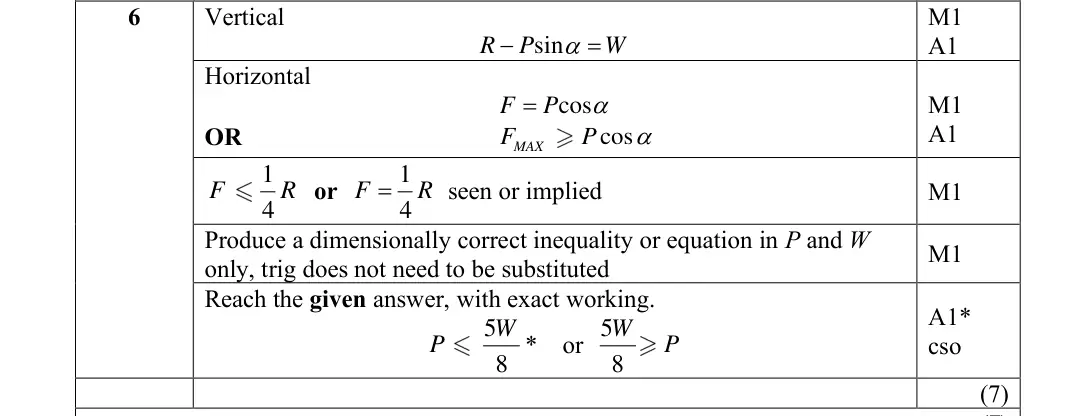 6 Vertical M1
R − Psinα = W A1
Horizontal
F = Pcosα M1
OR F_MAX ⩾ P cos α A1
F ⩽ 1/4 R or F = 1/4 R seen or implied M1
Produce a dimensionally correct inequality or equation in P and W
only, trig does not need to be substituted M1
Reach the given answer, with exact working.
P ⩽ 5W/8 * or 5W/8 ⩾ P A1*
cso
(7)